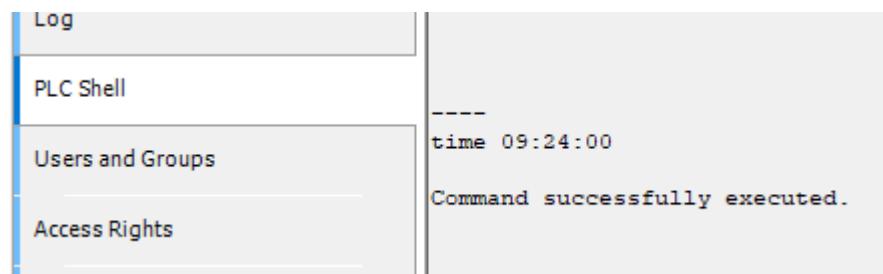 Log
PLC Shell
Users and Groups
Access Rights
----
time 09:24:00
Command successfully executed.